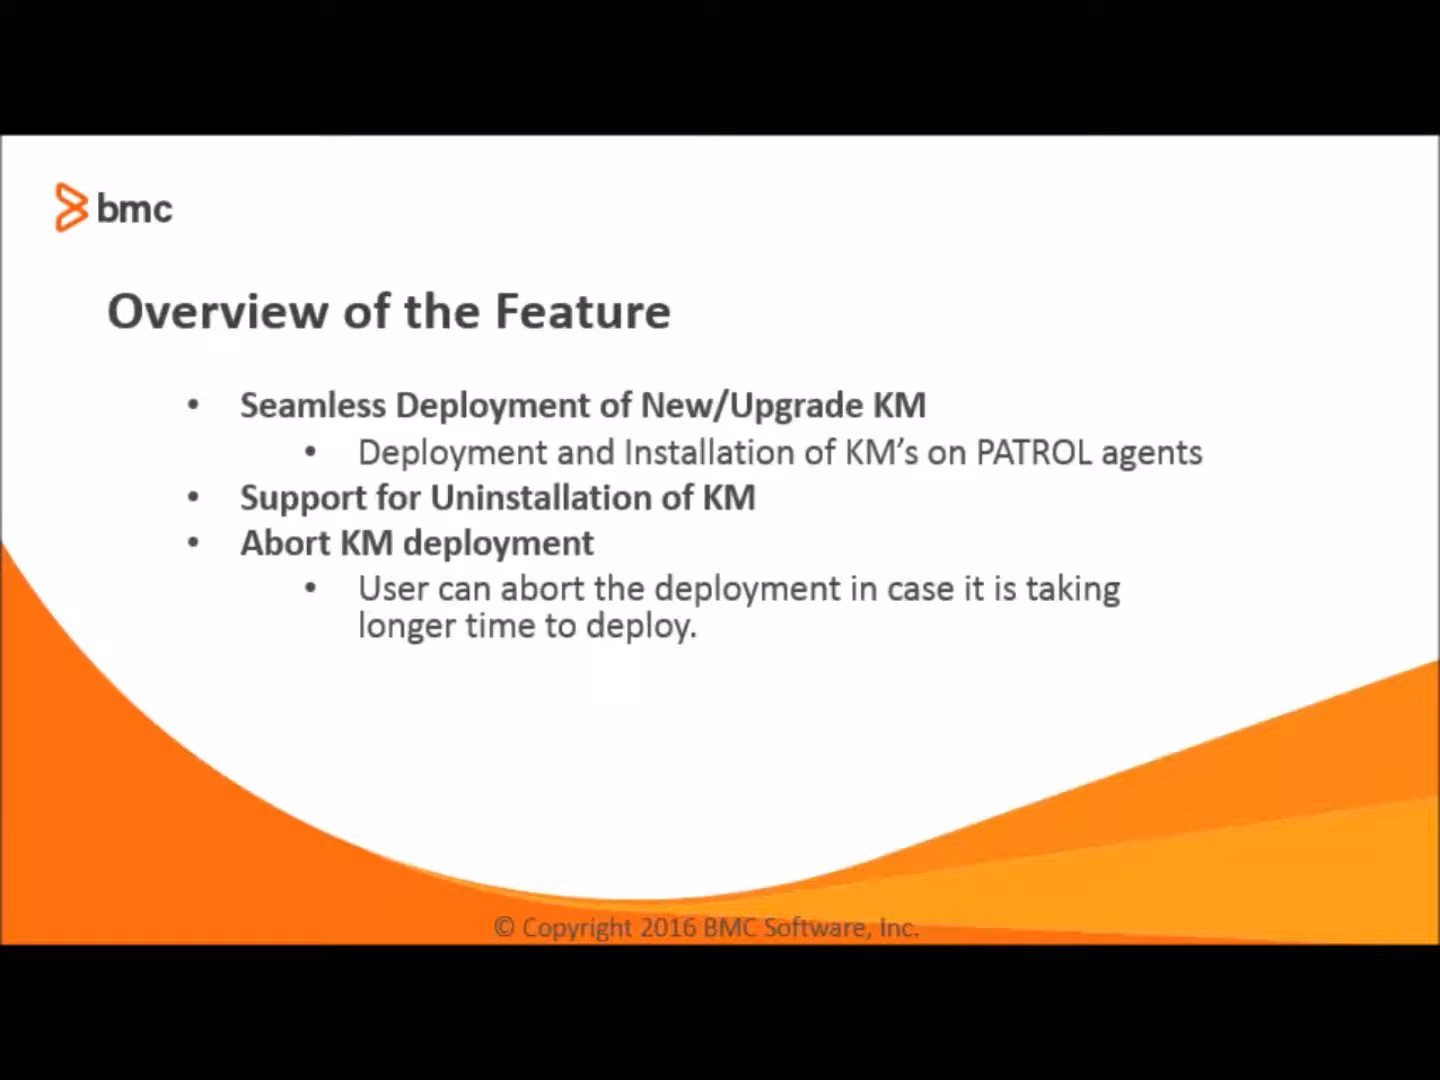 bmc
Overview of the Feature
• Seamless Deployment of New/Upgrade KM
• Deployment and Installation of KM’s on PATROL agents
• Support for Uninstallation of KM
• Abort KM deployment
• User can abort the deployment in case it is taking
longer time to deploy.
© Copyright 2016 BMC Software, Inc.